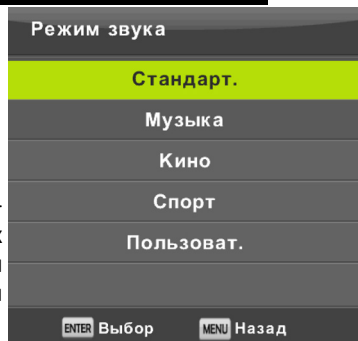 Режим звука
Стандарт.
Музыка
Кино
Спорт
Пользоват.
ENTER Выбор MENU Назад